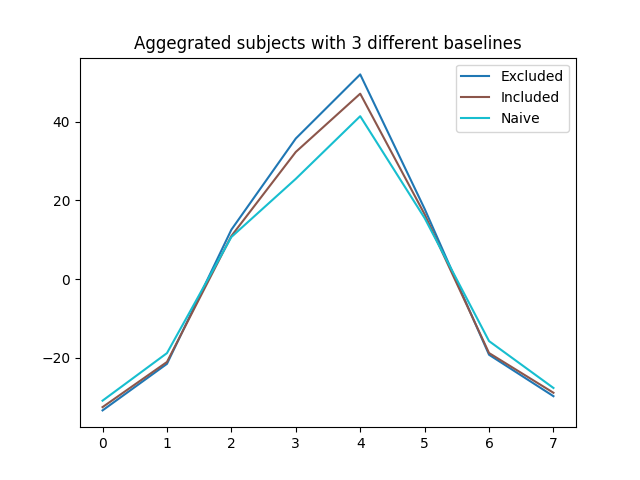 Aggegrated subjects with 3 different baselines
Excluded
Included
Naive
40
20
0
−20
0 1 2 3 4 5 6 7